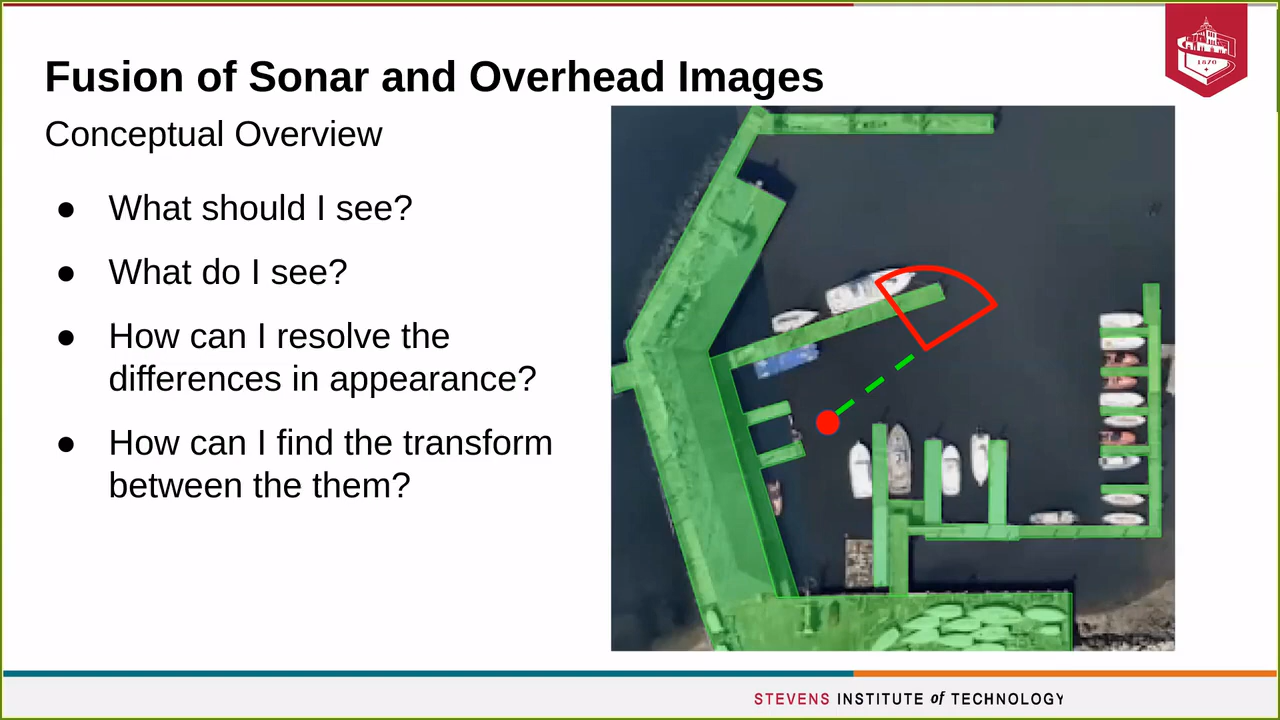 Fusion of Sonar and Overhead Images
Conceptual Overview
● What should I see?
● What do I see?
● How can I resolve the
differences in appearance?
● How can I find the transform
between the them?
1870
STEVENS INSTITUTE of TECHNOLOGY